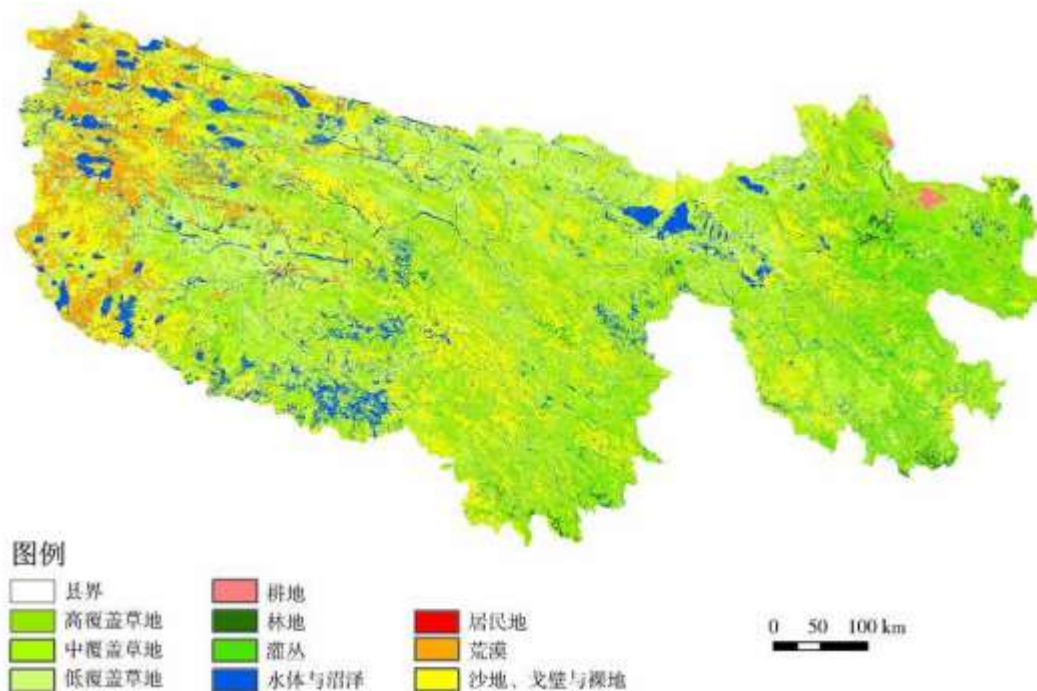 图例
县界
高覆盖草地
中覆盖草地
低覆盖草地
耕地
林地
灌丛
水体与沼泽
居民地
荒漠
沙地、戈壁与裸地
0 50 100 km